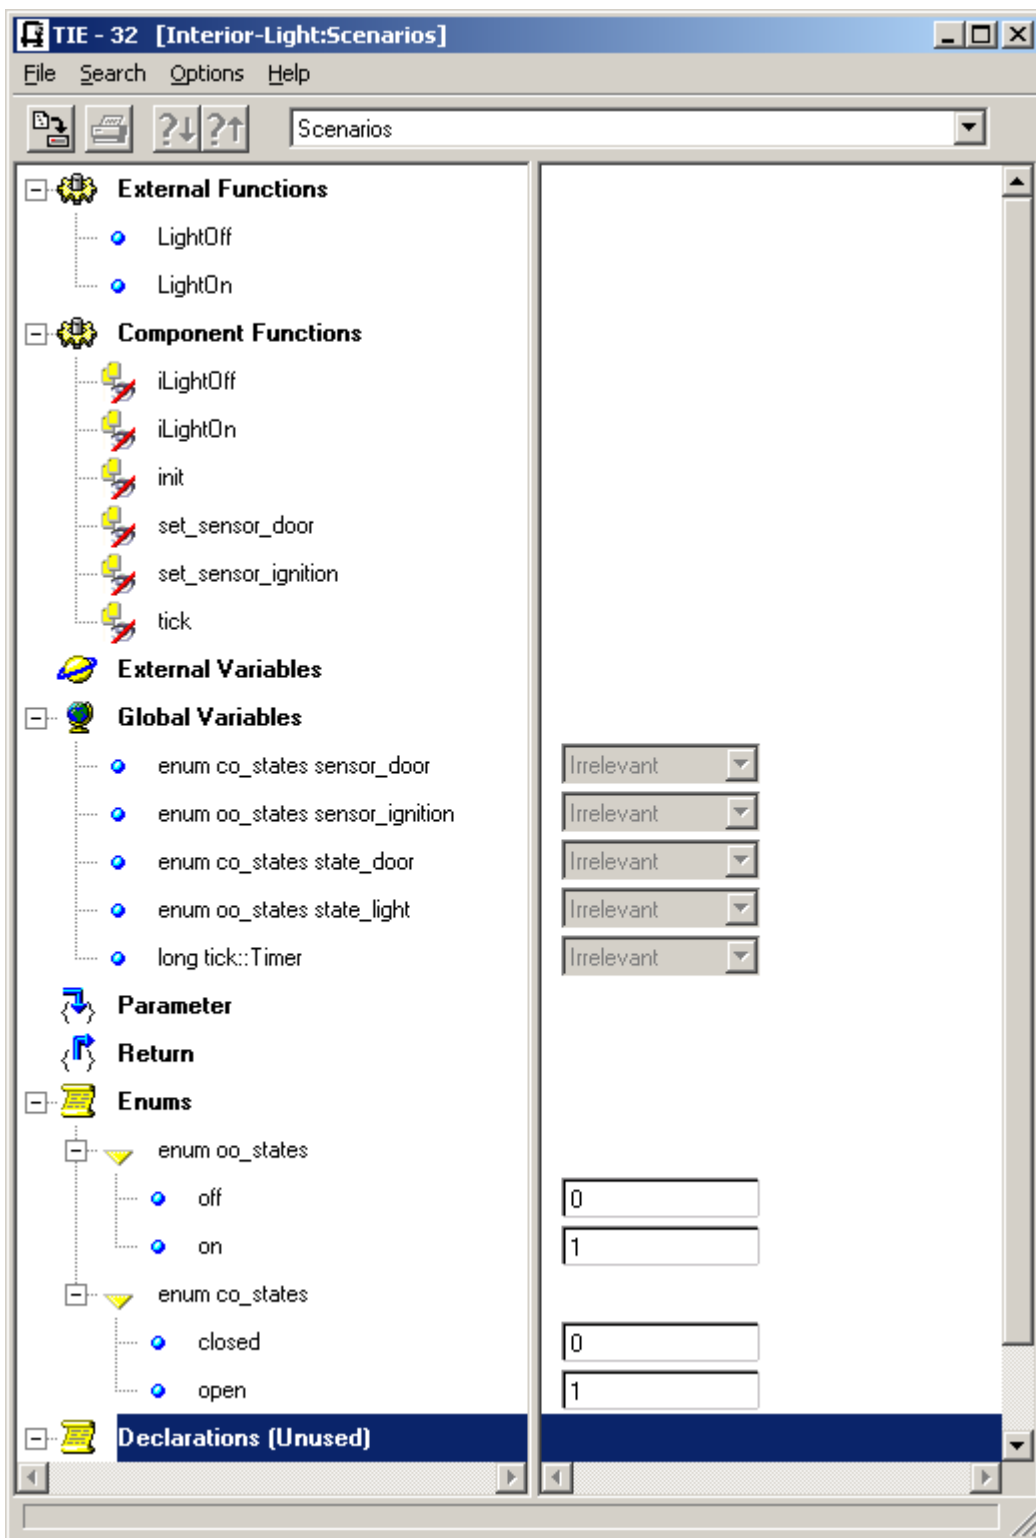 TIE - 32 [Interior-Light:Scenarios]
File Search Options Help
Scenarios
External Functions
LightOff
LightOn
Component Functions
iLightOff
iLightOn
init
set_sensor_door
set_sensor_ignition
tick
External Variables
Global Variables
enum co_states sensor_door Irrelevant
enum oo_states sensor_ignition Irrelevant
enum co_states state_door Irrelevant
enum oo_states state_light Irrelevant
long tick::Timer Irrelevant
Parameter
Return
Enums
enum oo_states
off 0
on 1
enum co_states
closed 0
open 1
Declarations (Unused)